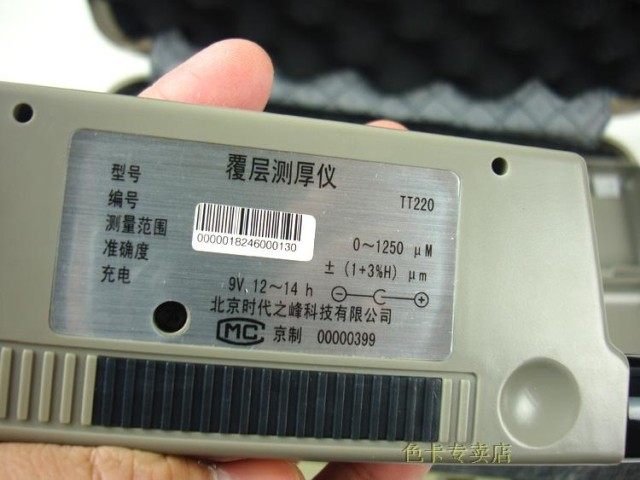 覆层测厚仪
型号 TT220
编号 0000018246000130
测量范围 0～1250 μM
准确度 ±(1+3%H) μm
充电 9V 12～14 h
北京时代之峰科技有限公司
MC 京制 00000399
色卡专卖店